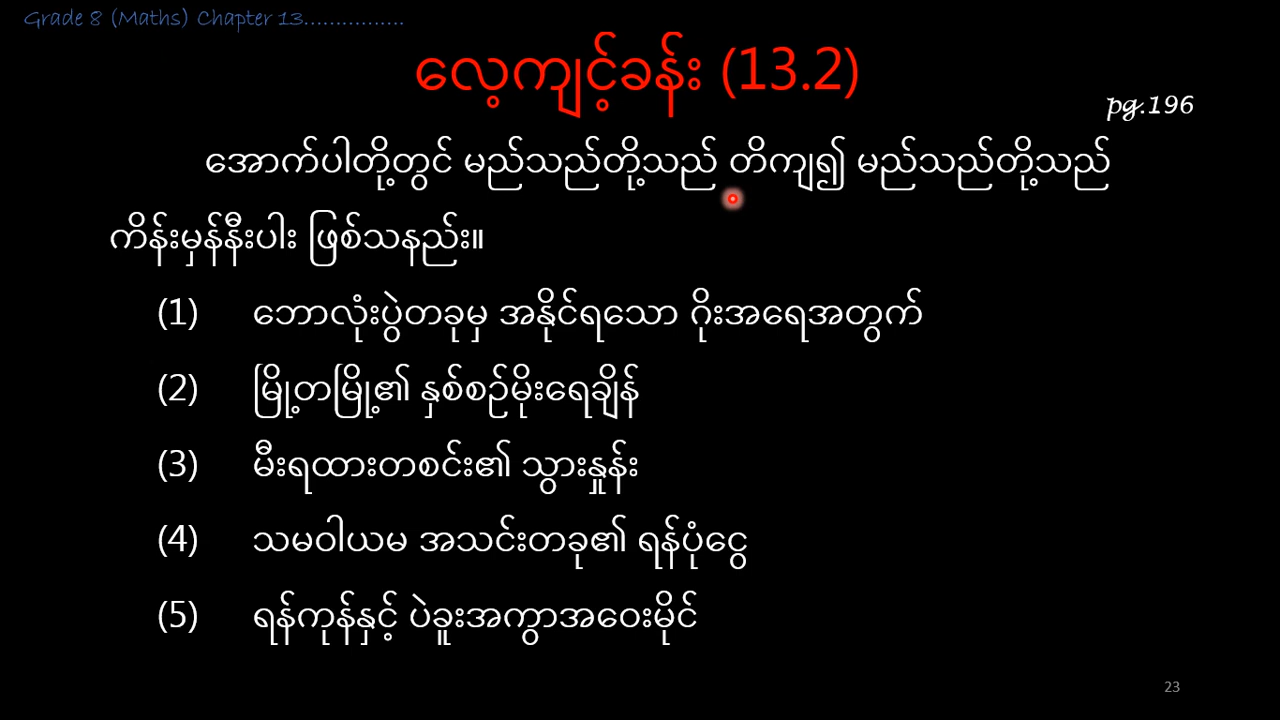 Grade 8 (Maths) Chapter 13................
လေ့ကျင့်ခန်း (13.2)
pg.196
အောက်ပါတို့တွင် မည်သည်တို့သည် တိကျ၍ မည်သည်တို့သည်
ကိန်းမှန်နီးပါး ဖြစ်သနည်း။
(1) ဘောလုံးပွဲတခုမှ အနိုင်ရသော ဂိုးအရေအတွက်
(2) မြို့တမြို့၏ နှစ်စဉ်မိုးရေချိန်
(3) မီးရထားတစင်း၏ သွားနှုန်း
(4) သမဝါယမ အသင်းတခု၏ ရန်ပုံငွေ
(5) ရန်ကုန်နှင့် ပဲခူးအကွာအဝေးမိုင်
23